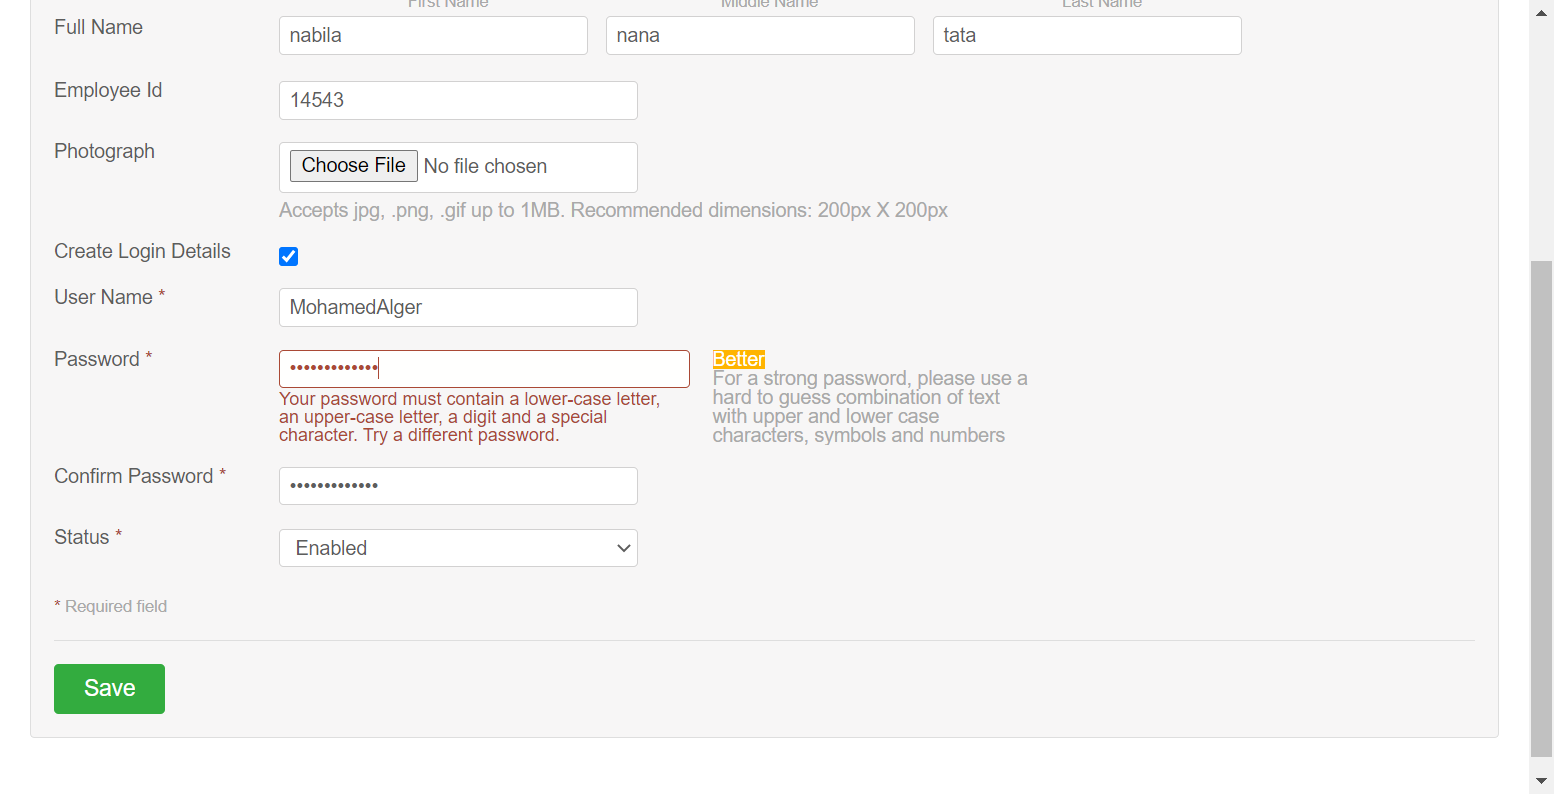 First Name Middle Name Last Name
Full Name nabila nana tata
Employee Id 14543
Photograph Choose File No file chosen
Accepts jpg, .png, .gif up to 1MB. Recommended dimensions: 200px X 200px
Create Login Details
User Name * MohamedAlger
Password * •••••••••••••
Your password must contain a lower-case letter,
an upper-case letter, a digit and a special
character. Try a different password.
Better
For a strong password, please use a
hard to guess combination of text
with upper and lower case
characters, symbols and numbers
Confirm Password * •••••••••••••
Status * Enabled
* Required field
Save